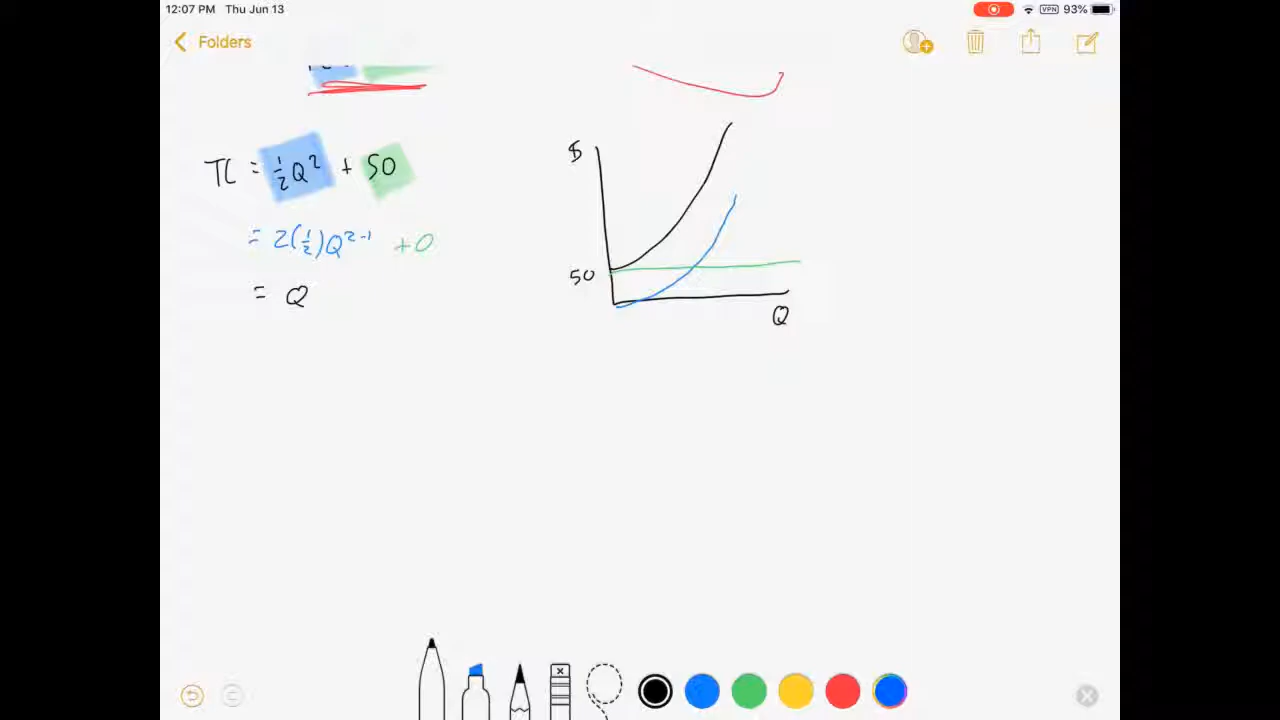 12:07 PM Thu Jun 13
VPN 93%
Folders
$
TC = ½Q² + 50
= 2(½)Q²⁻¹ + 0
50
= Q
Q